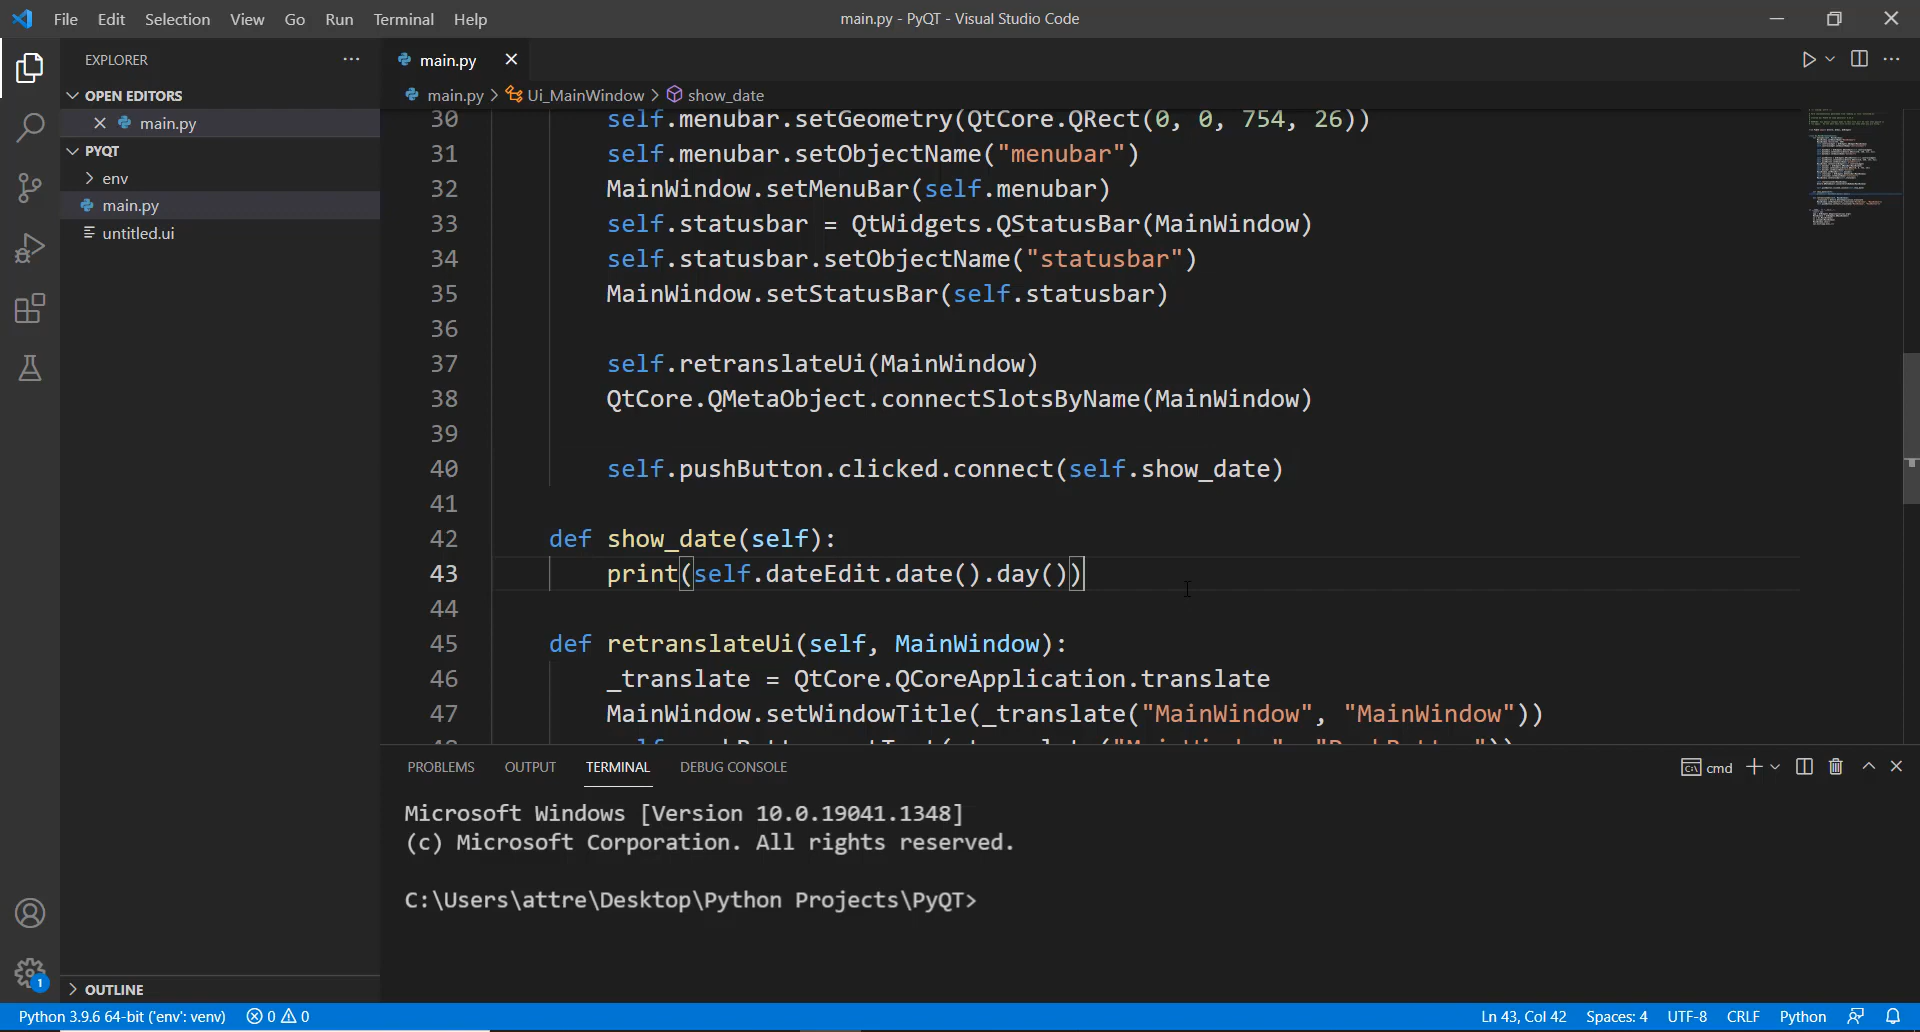 File Edit Selection View Go Run Terminal Help
main.py - PyQT - Visual Studio Code
EXPLORER
OPEN EDITORS
main.py
PYQT
env
main.py
untitled.ui
OUTLINE
main.py
main.py > Ui_MainWindow > show_date
30 self.menubar.setGeometry(QtCore.QRect(0, 0, 754, 26))
31 self.menubar.setObjectName("menubar")
32 MainWindow.setMenuBar(self.menubar)
33 self.statusbar = QtWidgets.QStatusBar(MainWindow)
34 self.statusbar.setObjectName("statusbar")
35 MainWindow.setStatusBar(self.statusbar)
36
37 self.retranslateUi(MainWindow)
38 QtCore.QMetaObject.connectSlotsByName(MainWindow)
39
40 self.pushButton.clicked.connect(self.show_date)
41
42 def show_date(self):
43 print(self.dateEdit.date().day())
44
45 def retranslateUi(self, MainWindow):
46 _translate = QtCore.QCoreApplication.translate
47 MainWindow.setWindowTitle(_translate("MainWindow", "MainWindow"))
PROBLEMS OUTPUT TERMINAL DEBUG CONSOLE
cmd
Microsoft Windows [Version 10.0.19041.1348]
(c) Microsoft Corporation. All rights reserved.
C:\Users\attre\Desktop\Python Projects\PyQT>
1
Python 3.9.6 64-bit ('env': venv) 0 0
Ln 43, Col 42 Spaces: 4 UTF-8 CRLF Python